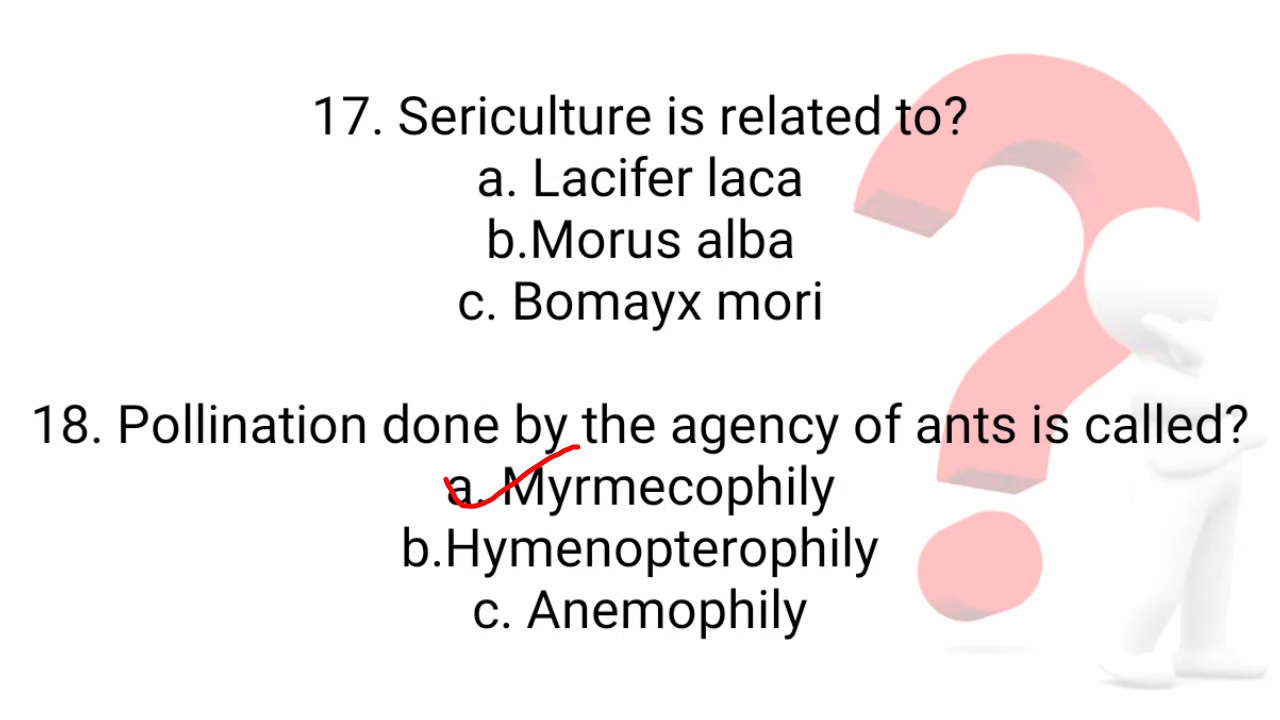 17. Sericulture is related to?
a. Lacifer laca
b.Morus alba
c. Bomayx mori
18. Pollination done by the agency of ants is called?
a. Myrmecophily
b.Hymenopterophily
c. Anemophily